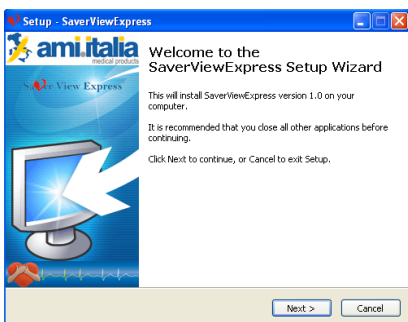 Setup - SaverViewExpress
ami.italia
medical products
Saver View Express
Welcome to the
SaverViewExpress Setup Wizard
This will install SaverViewExpress version 1.0 on your
computer.
It is recommended that you close all other applications before
continuing.
Click Next to continue, or Cancel to exit Setup.
Next >
Cancel